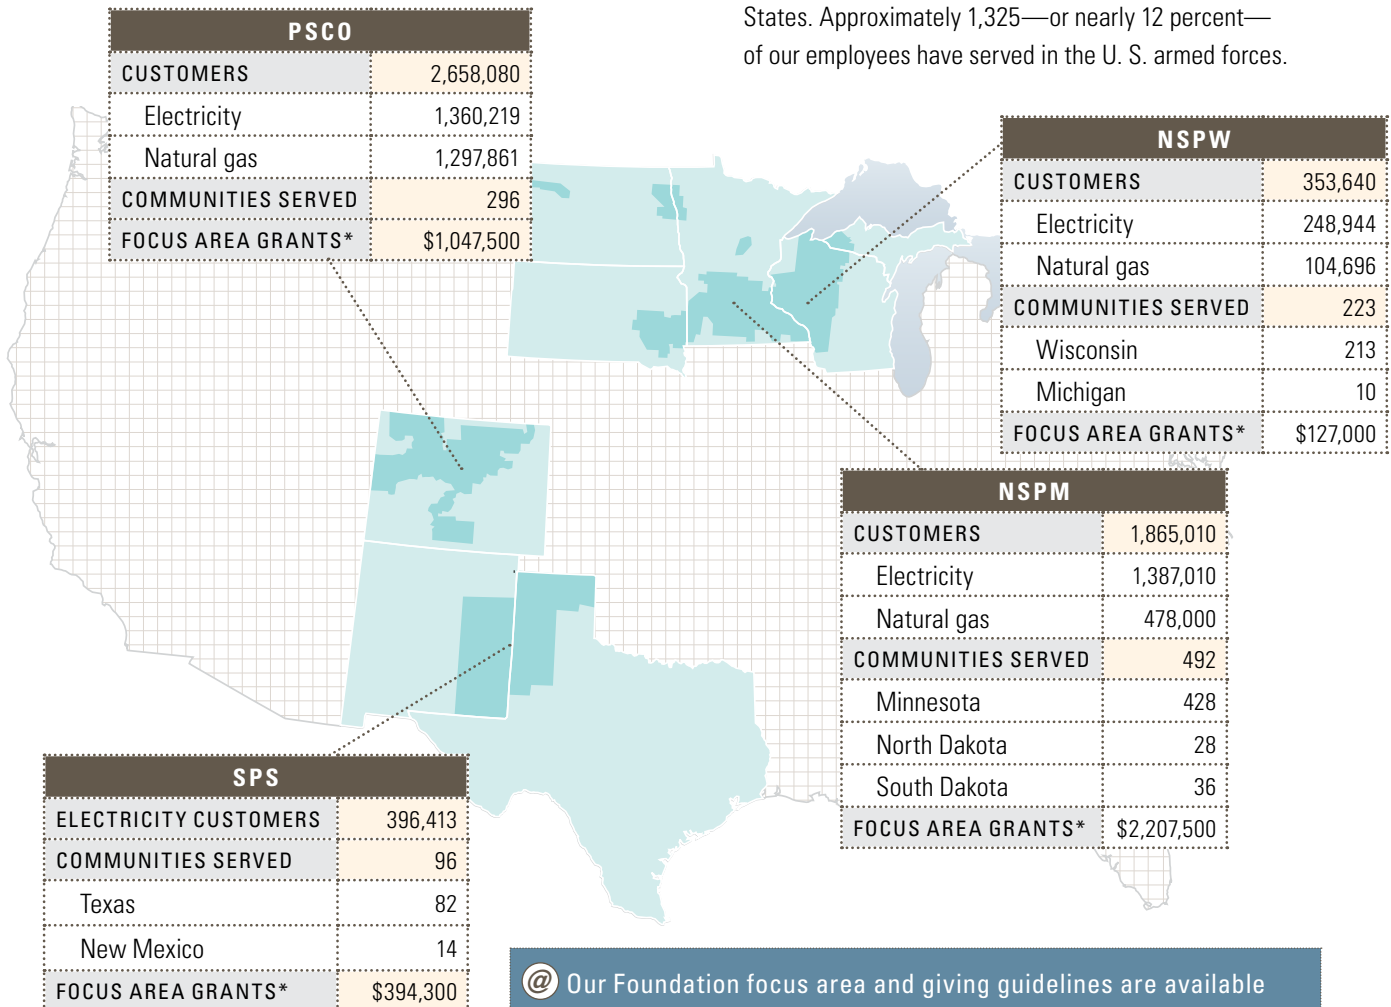 States. Approximately 1,325—or nearly 12 percent—
of our employees have served in the U. S. armed forces.
PSCO
CUSTOMERS 2,658,080
Electricity 1,360,219
Natural gas 1,297,861
COMMUNITIES SERVED 296
FOCUS AREA GRANTS* $1,047,500
NSPW
CUSTOMERS 353,640
Electricity 248,944
Natural gas 104,696
COMMUNITIES SERVED 223
Wisconsin 213
Michigan 10
FOCUS AREA GRANTS* $127,000
NSPM
CUSTOMERS 1,865,010
Electricity 1,387,010
Natural gas 478,000
COMMUNITIES SERVED 492
Minnesota 428
North Dakota 28
South Dakota 36
FOCUS AREA GRANTS* $2,207,500
SPS
ELECTRICITY CUSTOMERS 396,413
COMMUNITIES SERVED 96
Texas 82
New Mexico 14
FOCUS AREA GRANTS* $394,300
@ Our Foundation focus area and giving guidelines are available